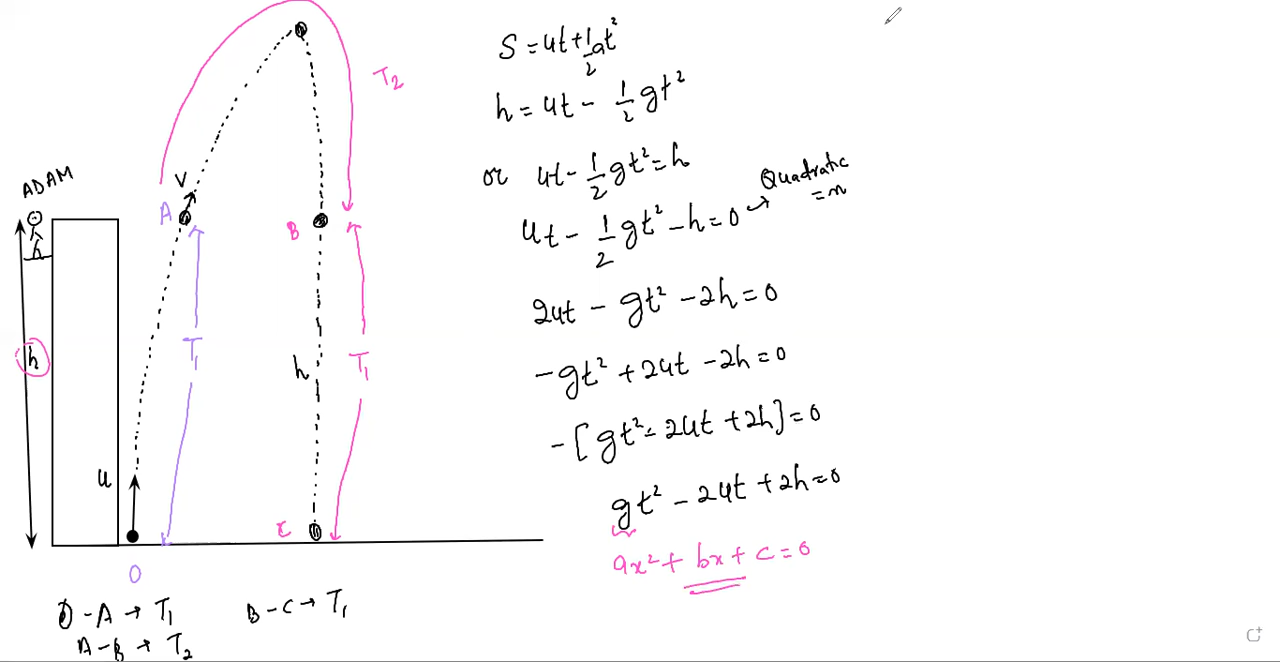 ADAM
h
u
O
A
V
T₁
T₂
B
T₁
h
C
O - A → T₁
A - B → T₂
B - C → T₁
S = ut + 1/2 at²
h = ut - 1/2 gt²
or ut - 1/2 gt² = h
ut - 1/2 gt² - h = 0 → Quadratic = n
2ut - gt² - 2h = 0
-gt² + 2ut - 2h = 0
-[gt² - 2ut + 2h] = 0
gt² - 2ut + 2h = 0
ax² + bx + c = 0